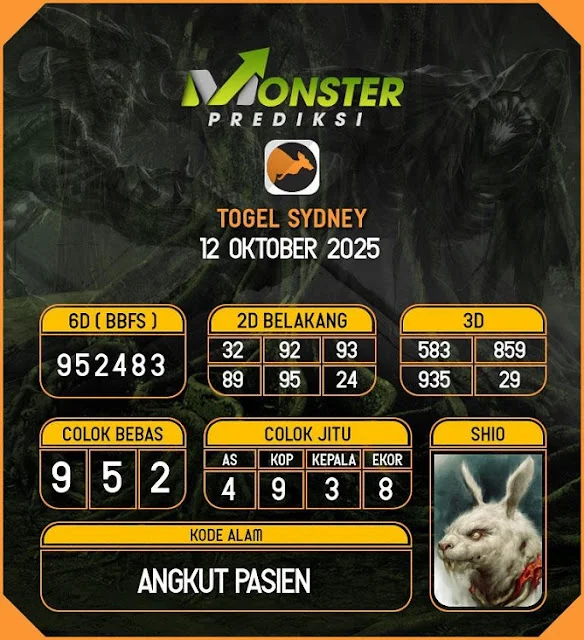 MONSTER
PREDIKSI
TOGEL SYDNEY
12 OKTOBER 2025
6D ( BBFS )
952483
2D BELAKANG
32 92 93
89 95 24
3D
583 859
935 29
COLOK BEBAS
9 5 2
COLOK JITU
AS KOP KEPALA EKOR
4 9 3 8
SHIO
KODE ALAM
ANGKUT PASIEN